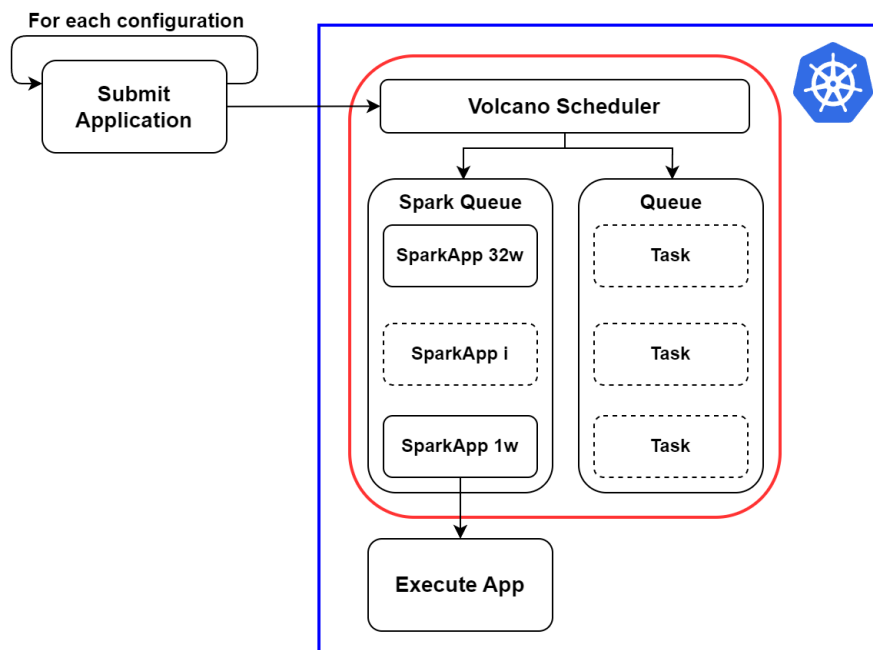 For each configuration
Submit
Application
Volcano Scheduler
Spark Queue
SparkApp 32w
SparkApp i
SparkApp 1w
Queue
Task
Task
Task
Execute App